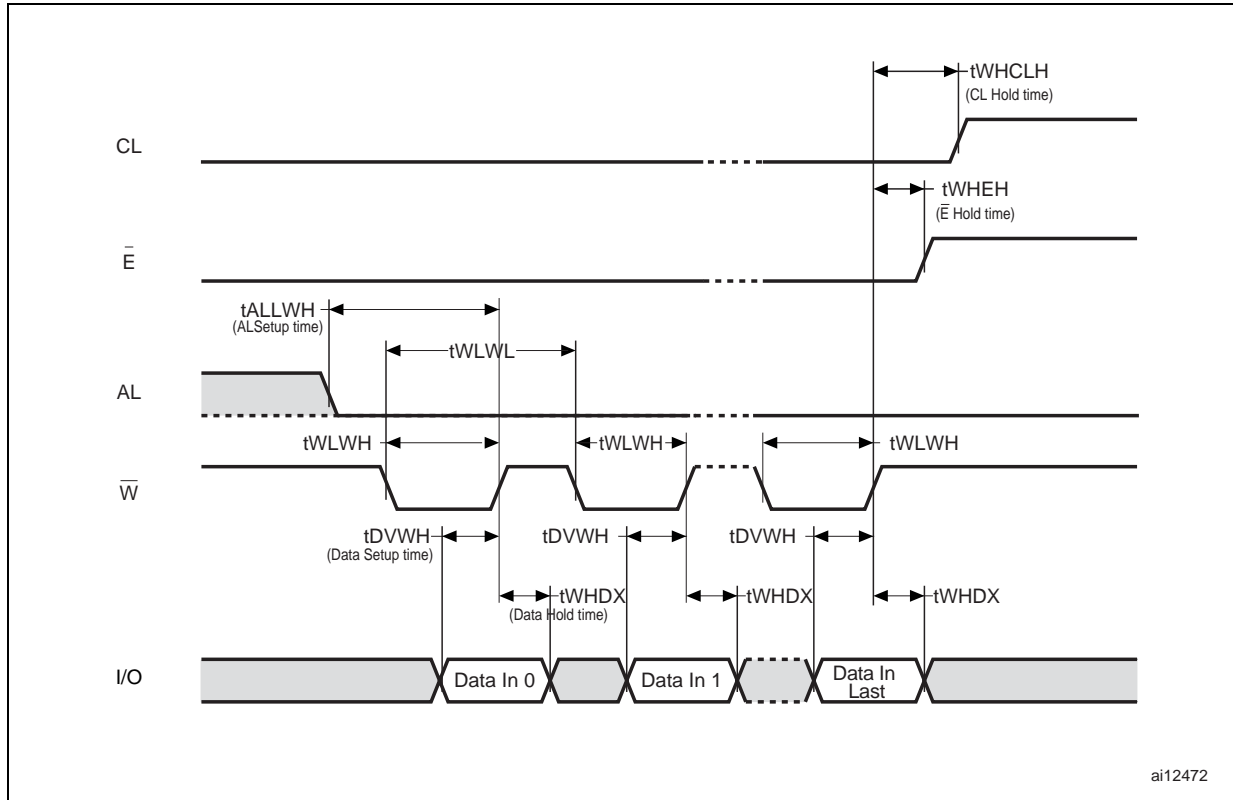 tWHCLH
(CL Hold time)
CL
tWHEH
(E̅ Hold time)
E̅
tALLWH
(ALSetup time)
tWLWL
AL
tWLWH
tWLWH
tWLWH
W̅
tDVWH
(Data Setup time)
tDVWH
tDVWH
tWHDX
(Data Hold time)
tWHDX
tWHDX
I/O
Data In 0
Data In 1
Data In
Last
ai12472